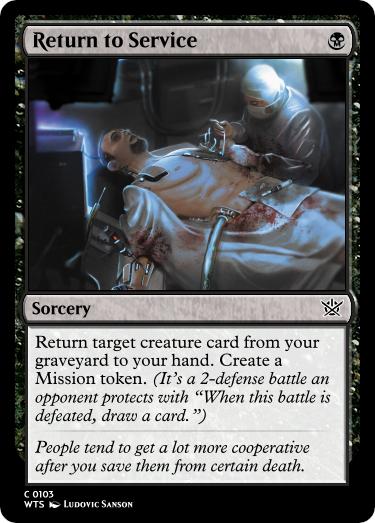 Return to Service
Sorcery
Return target creature card from your
graveyard to your hand. Create a
Mission token. (It's a 2-defense battle an
opponent protects with “When this battle is
defeated, draw a card.”)
People tend to get a lot more cooperative
after you save them from certain death.
C 0103
WTS Ludovic Sanson